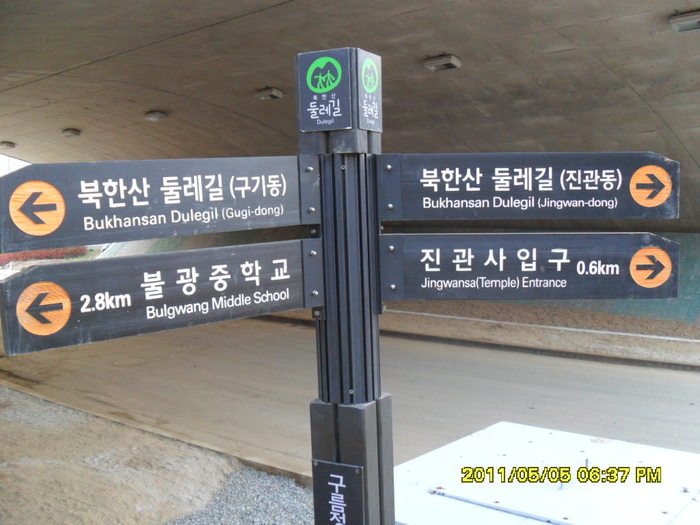 북한산
둘레길
Dulegil
둘레길
북한산 둘레길 (구기동)
Bukhansan Dulegil (Gugi-dong)
북한산 둘레길 (진관동)
Bukhansan Dulegil (Jingwan-dong)
2.8km 불광중학교
Bulgwang Middle School
진관사입구 0.6km
Jingwansa(Temple) Entrance
2011/05/05 06:37 PM